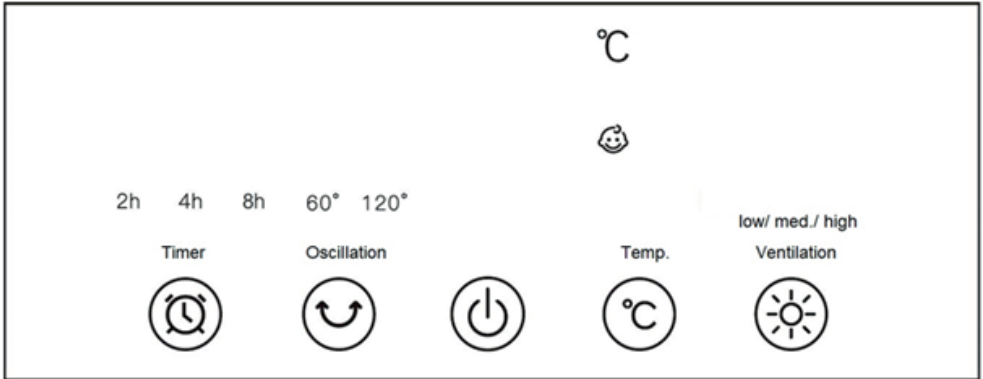 °C
2h 4h 8h 60° 120°
low/ med./ high
Timer Oscillation Temp. Ventilation
°C